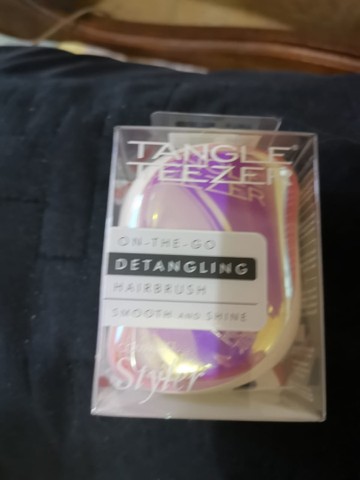 TANGLE
TEEZER
ON-THE-GO
DETANGLING
HAIRBRUSH
SMOOTH AND SHINE
Styler